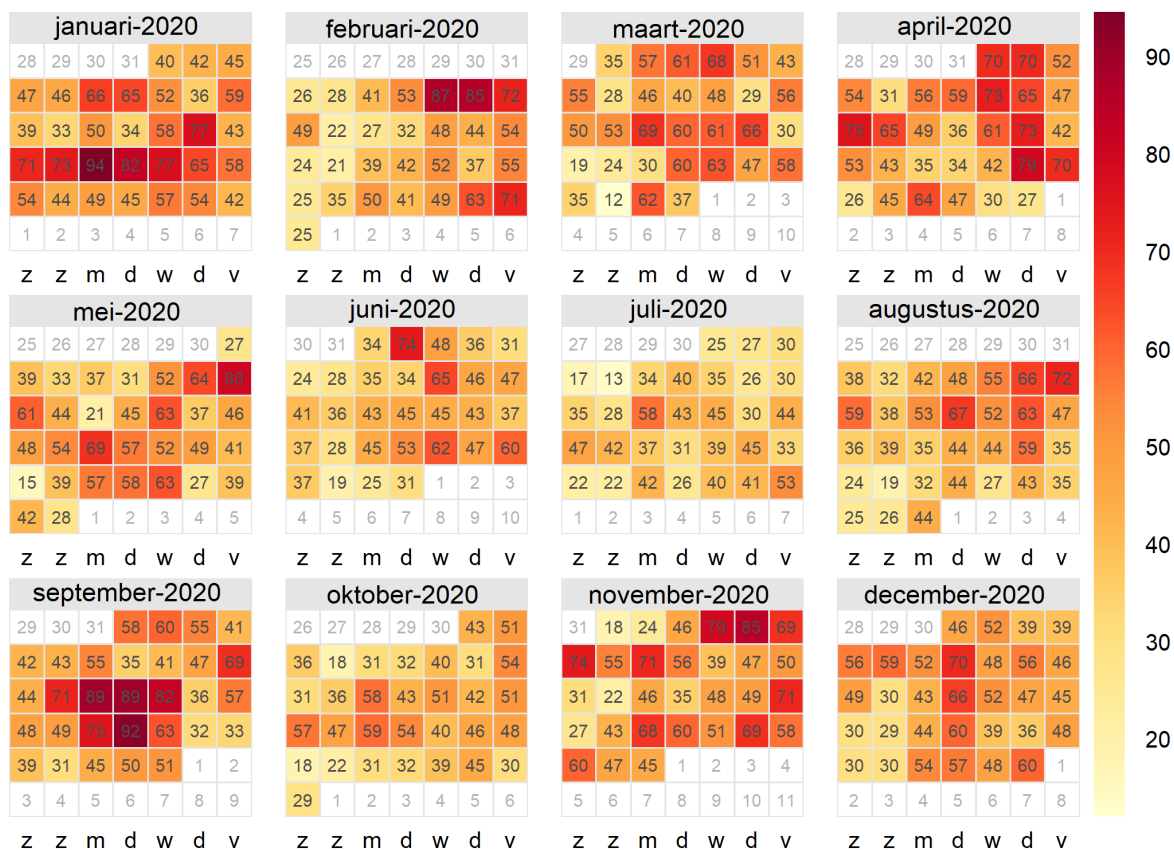 januari-2020 februari-2020 maart-2020 april-2020
28 29 30 31 40 42 45 25 26 27 28 29 30 31 29 35 57 61 68 51 43 29 30 31 31 70 70 52 90
47 46 66 65 52 36 59 26 28 41 53 87 85 72 55 28 46 40 48 29 56 54 31 56 59 73 65 47
39 33 50 34 58 77 43 49 22 27 32 48 44 54 50 53 69 60 61 66 30 75 65 49 36 61 73 42 80
71 73 94 82 77 65 58 24 21 39 42 52 37 55 19 24 30 60 63 47 58 53 43 35 34 42 79 70
54 44 49 45 57 54 42 25 35 50 41 49 63 71 35 12 62 37 1 2 3 26 45 64 47 30 27 1
1 2 3 4 5 6 7 25 1 2 3 4 5 6 4 5 6 7 8 9 10 2 3 4 5 6 7 8 70
z z m d w d v z z m d w d v z z m d w d v z z m d w d v
mei-2020 juni-2020 juli-2020 augustus-2020
25 26 27 28 29 30 27 30 31 34 74 48 36 31 27 28 29 30 25 27 30 25 26 27 28 29 30 31 60
39 33 37 31 52 64 80 24 28 35 34 65 46 47 17 13 34 40 35 26 30 38 32 42 48 55 66 72
61 44 21 45 63 37 46 41 36 43 45 45 43 37 35 28 58 43 45 30 44 59 38 53 67 52 63 47
48 54 69 57 52 49 41 37 28 45 53 62 47 60 47 42 37 31 39 45 33 36 39 35 44 44 59 35 50
15 39 57 58 63 27 39 37 19 25 31 1 2 3 22 22 42 26 40 41 53 24 19 32 44 27 43 35
42 28 1 2 3 4 5 4 5 6 7 8 9 10 1 2 3 4 5 6 7 25 26 44 1 2 3 4
z z m d w d v z z m d w d v z z m d w d v z z m d w d v 40
september-2020 oktober-2020 november-2020 december-2020
29 30 31 58 60 55 41 26 27 28 29 30 43 51 31 18 24 46 79 85 69 28 29 30 46 52 39 39
42 43 55 35 41 47 69 36 18 31 32 40 31 54 74 55 71 56 39 47 50 56 59 52 70 48 56 46 30
44 71 89 89 82 36 57 31 36 58 43 51 42 51 31 22 46 35 48 49 71 49 30 43 66 52 47 45
48 49 75 92 63 32 33 57 47 59 54 40 46 48 27 43 68 60 51 69 58 30 29 44 60 39 36 48 20
39 31 45 50 51 1 2 18 22 31 32 39 45 30 60 47 45 1 2 3 4 30 30 54 57 48 60 1
3 4 5 6 7 8 9 29 1 2 3 4 5 6 5 6 7 8 9 10 11 2 3 4 5 6 7 8
z z m d w d v z z m d w d v z z m d w d v z z m d w d v